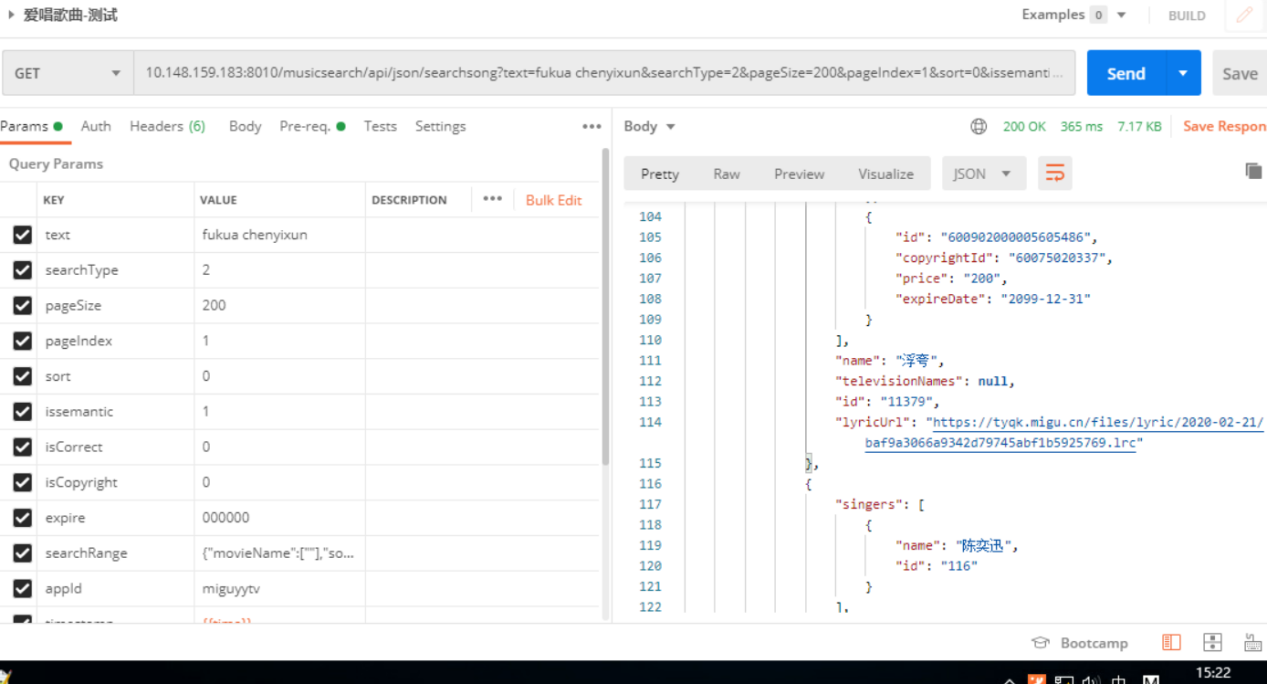 爱唱歌曲-测试
Examples 0
BUILD
GET
10.148.159.183:8010/musicsearch/api/json/searchsong?text=fukua chenyixun&searchType=2&pageSize=200&pageIndex=1&sort=0&issemanti...
Send
Save
Params
Auth
Headers (6)
Body
Pre-req.
Tests
Settings
Body
200 OK 365 ms 7.17 KB
Save Respon
Query Params
Pretty Raw Preview Visualize JSON
KEY VALUE DESCRIPTION Bulk Edit
text fukua chenyixun
searchType 2
pageSize 200
pageIndex 1
sort 0
issemantic 1
isCorrect 0
isCopyright 0
expire 000000
searchRange {"movieName":[""],"so...
appId miguyytv
timestamp {{time}}
104 {
105 "id": "600902000005605486",
106 "copyrightId": "60075020337",
107 "price": "200",
108 "expireDate": "2099-12-31"
109 }
110 ],
111 "name": "浮夸",
112 "televisionNames": null,
113 "id": "11379",
114 "lyricUrl": "https://tyqk.migu.cn/files/lyric/2020-02-21/
baf9a3066a9342d79745abf1b5925769.lrc"
115 },
116 {
117 "singers": [
118 {
119 "name": "陈奕迅",
120 "id": "116"
121 }
122 ],
Bootcamp
中
M
15:22